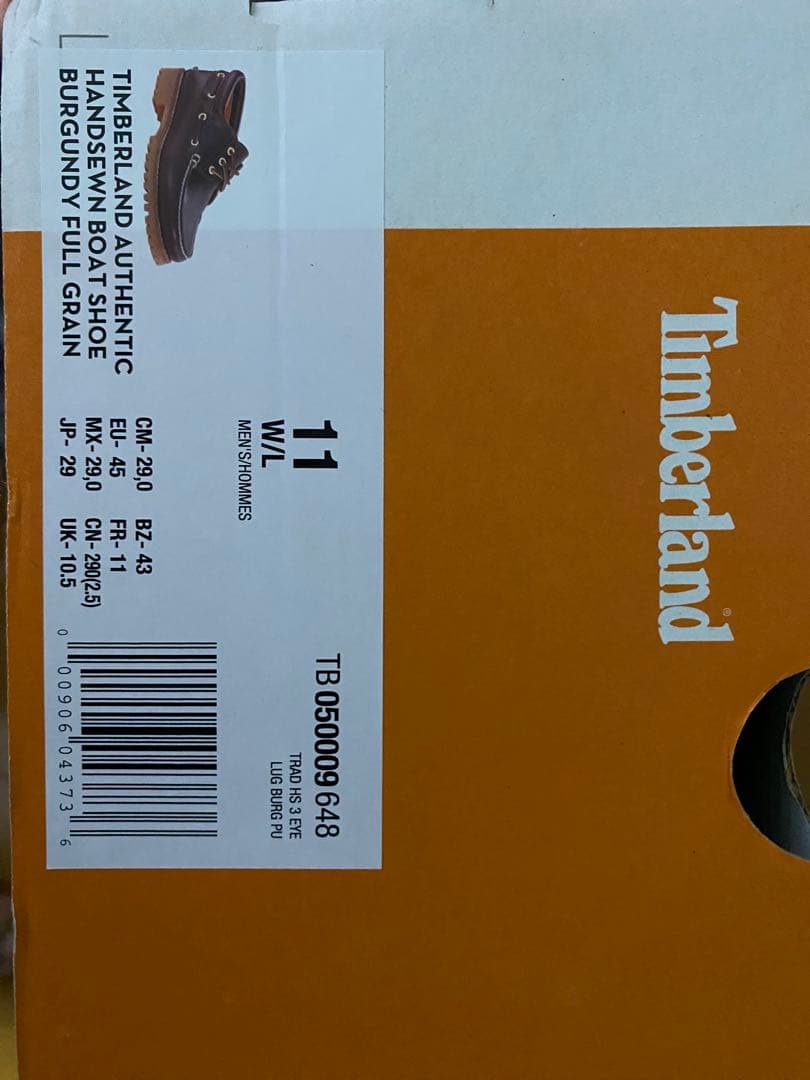 Timberland®
TIMBERLAND AUTHENTIC
HANDSEWN BOAT SHOE
BURGUNDY FULL GRAIN
11
W/L
MEN'S/HOMMES
CM- 29,0 BZ- 43
EU- 45 FR- 11
MX- 29,0 CN- 290(2.5)
JP- 29 UK- 10.5
TB 050009 648
TRAD HS 3 EYE
LUG BURG PU
0 00906 04373 6